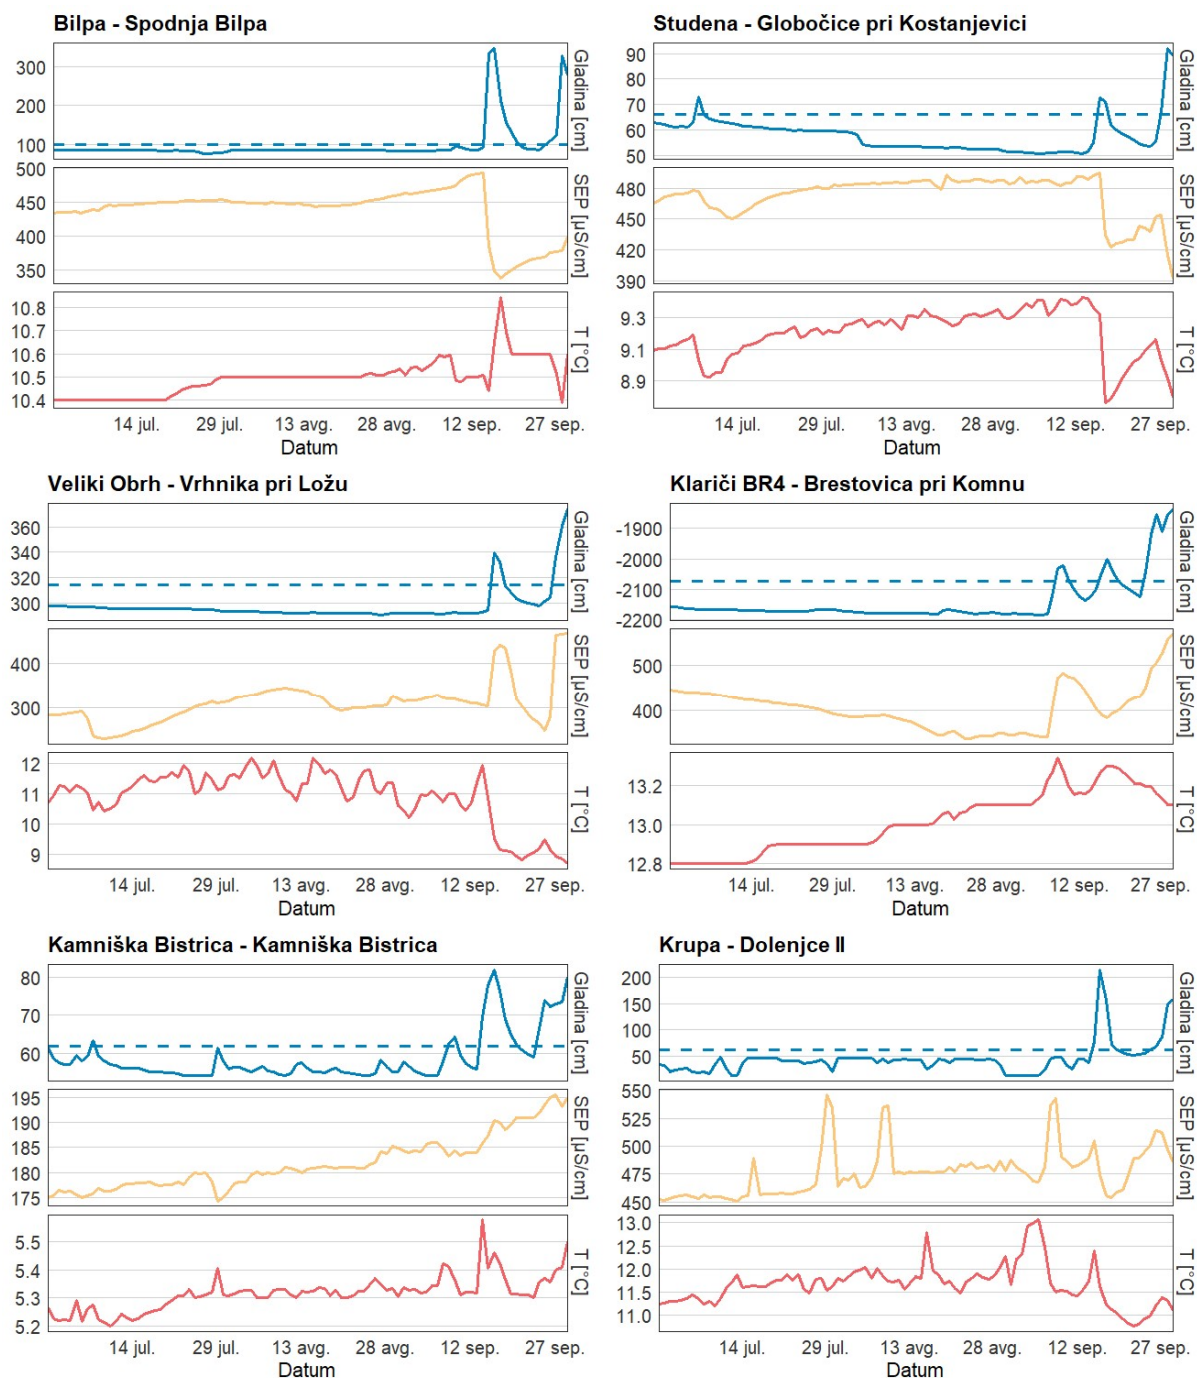 Bilpa - Spodnja Bilpa
300
200
100
Gladina [cm]
500
450
400
350
SEP [µS/cm]
10.8
10.7
10.6
10.5
10.4
T [°C]
14 jul. 29 jul. 13 avg. 28 avg. 12 sep. 27 sep.
Datum
Studena - Globočice pri Kostanjevici
90
80
70
60
50
Gladina [cm]
480
450
420
390
SEP [µS/cm]
9.3
9.1
8.9
T [°C]
14 jul. 29 jul. 13 avg. 28 avg. 12 sep. 27 sep.
Datum
Veliki Obrh - Vrhnika pri Ložu
360
340
320
300
Gladina [cm]
400
300
SEP [µS/cm]
12
11
10
9
T [°C]
14 jul. 29 jul. 13 avg. 28 avg. 12 sep. 27 sep.
Datum
Klariči BR4 - Brestovica pri Komnu
-1900
-2000
-2100
-2200
Gladina [cm]
500
400
SEP [µS/cm]
13.2
13.0
12.8
T [°C]
14 jul. 29 jul. 13 avg. 28 avg. 12 sep. 27 sep.
Datum
Kamniška Bistrica - Kamniška Bistrica
80
70
60
Gladina [cm]
195
190
185
180
175
SEP [µS/cm]
5.5
5.4
5.3
5.2
T [°C]
14 jul. 29 jul. 13 avg. 28 avg. 12 sep. 27 sep.
Datum
Krupa - Dolenjce II
200
150
100
50
Gladina [cm]
550
525
500
475
450
SEP [µS/cm]
13.0
12.5
12.0
11.5
11.0
T [°C]
14 jul. 29 jul. 13 avg. 28 avg. 12 sep. 27 sep.
Datum